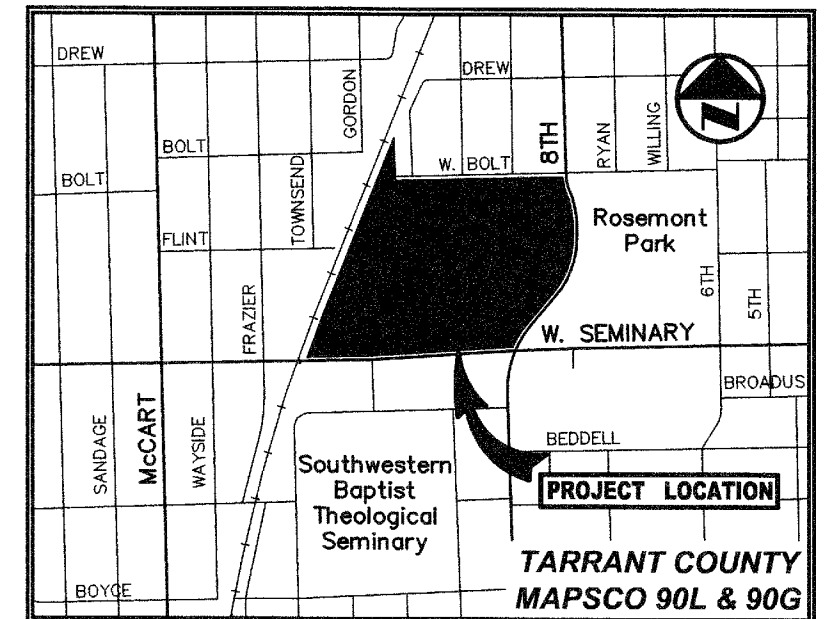 DREW
DREW
GORDON
BOLT
W. BOLT
8TH
RYAN
WILLING
BOLT
TOWNSEND
FLINT
Rosemont
Park
FRAZIER
6TH
5TH
W. SEMINARY
BROADUS
SANDAGE
McCART
WAYSIDE
BEDDELL
Southwestern
Baptist
Theological
Seminary
PROJECT LOCATION
TARRANT COUNTY
MAPSCO 90L & 90G
BOYCE
N